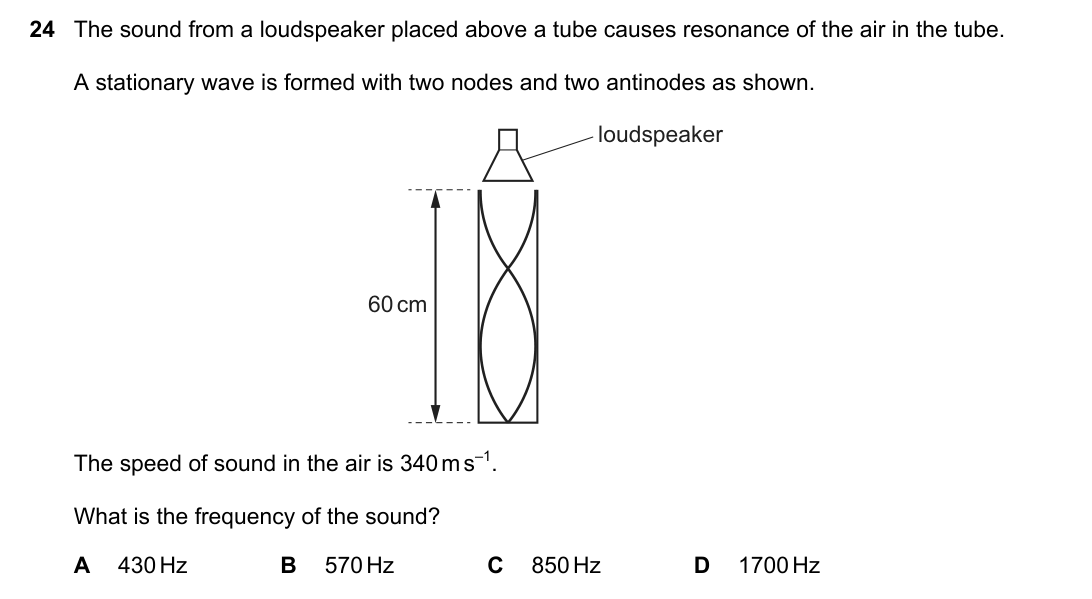 24 The sound from a loudspeaker placed above a tube causes resonance of the air in the tube.
A stationary wave is formed with two nodes and two antinodes as shown.
loudspeaker
60 cm
The speed of sound in the air is 340 m s⁻¹.
What is the frequency of the sound?
A 430 Hz B 570 Hz C 850 Hz D 1700 Hz